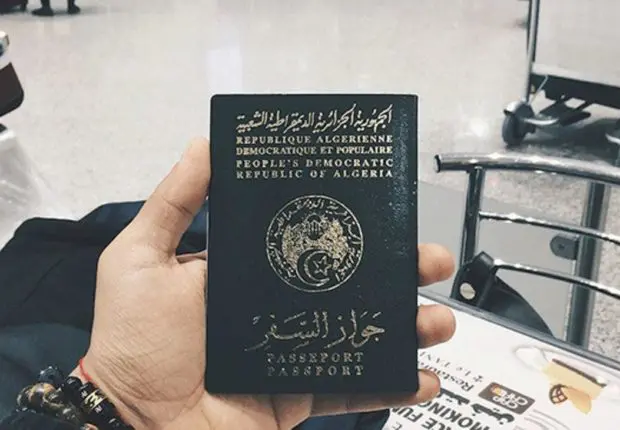 الجمهورية الجزائرية الديمقراطية الشعبية
REPUBLIQUE ALGERIENNE
DEMOCRATIQUE ET POPULAIRE
PEOPLE'S DEMOCRATIC
REPUBLIC OF ALGERIA
جواز السفر
PASSEPORT
PASSPORT